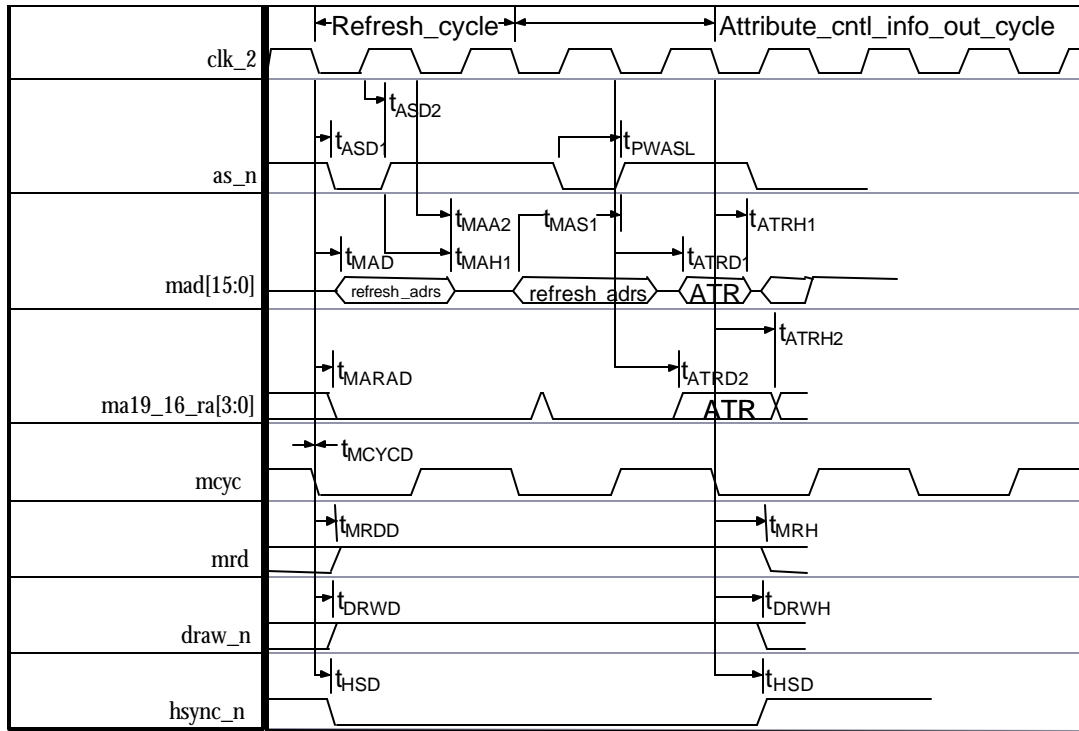 Refresh_cycle Attribute_cntl_info_out_cycle
clk_2
tASD2
tASD1 tPWASL
as_n
tMAA2 tMAS1 tATRH1
tMAD tMAH1 tATRD1
mad[15:0] refresh_adrs refresh_adrs ATR
tATRH2
tMARAD tATRD2
ma19_16_ra[3:0] ATR
tMCYCD
mcyc
tMRDD tMRH
mrd
tDRWD tDRWH
draw_n
tHSD tHSD
hsync_n